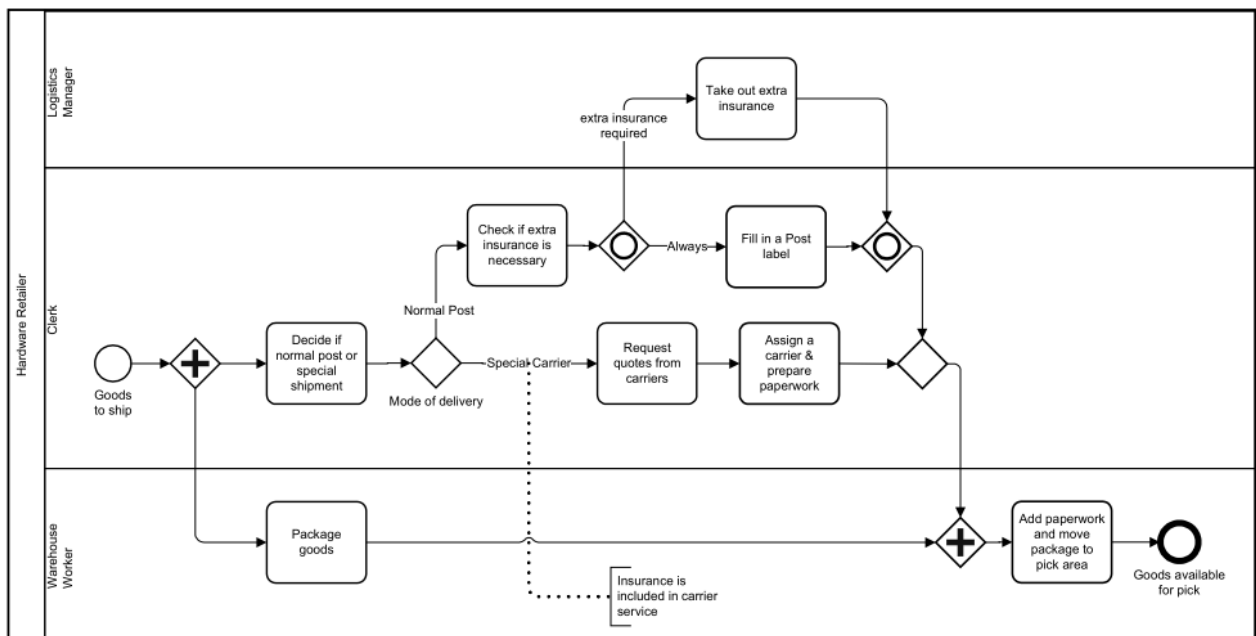 Hardware Retailer
Logistics
Manager
Take out extra
insurance
extra insurance
required
Clerk
Check if extra
insurance is
necessary
Always
Fill in a Post
label
Normal Post
Goods
to ship
Decide if
normal post or
special
shipment
Mode of delivery
Special Carrier
Request
quotes from
carriers
Assign a
carrier &
prepare
paperwork
Warehouse
Worker
Package
goods
Insurance is
included in carrier
service
Add paperwork
and move
package to
pick area
Goods available
for pick